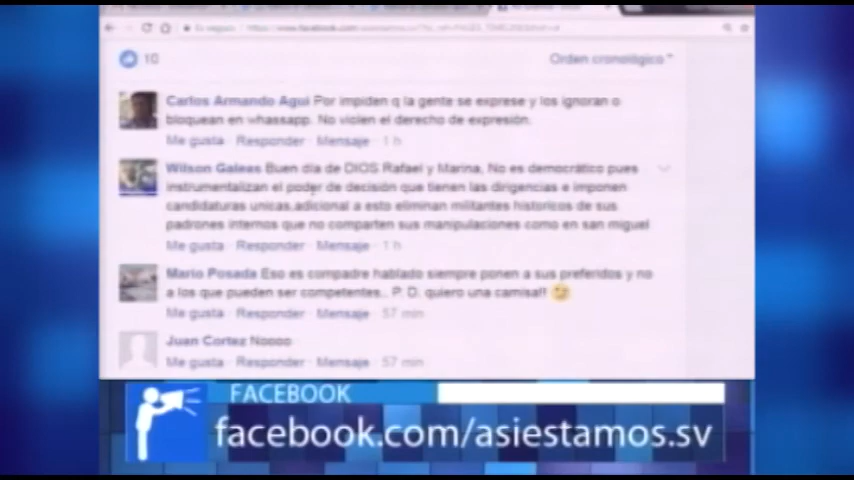 10
Orden cronológico
Carlos Armando Agui Por impiden q la gente se exprese y los ignoran o
bloquean en whassapp. No violen el derecho de expresión.
Me gusta · Responder · Mensaje · 1 h
Wilson Galeas Buen día de DIOS Rafael y Marina, No es democrático pues
instrumentalizan el poder de decisión que tienen las dirigencias e imponen
candidaturas unicas,adicional a esto eliminan militantes historicos de sus
padrones internos que no comparten sus manipulaciones como en san miguel
Me gusta · Responder · Mensaje · 1 h
Mario Posada Eso es compadre hablado siempre ponen a sus preferidos y no
a los que pueden ser competentes.. P. D. quiero una camisa!!
Me gusta · Responder · Mensaje · 57 min
Juan Cortez Noooo
Me gusta · Responder · Mensaje · 57 min
FACEBOOK
facebook.com/asiestamos.sv